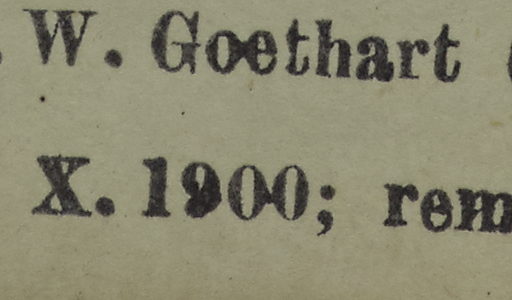 . W. Goethart (
X. 1900; rem